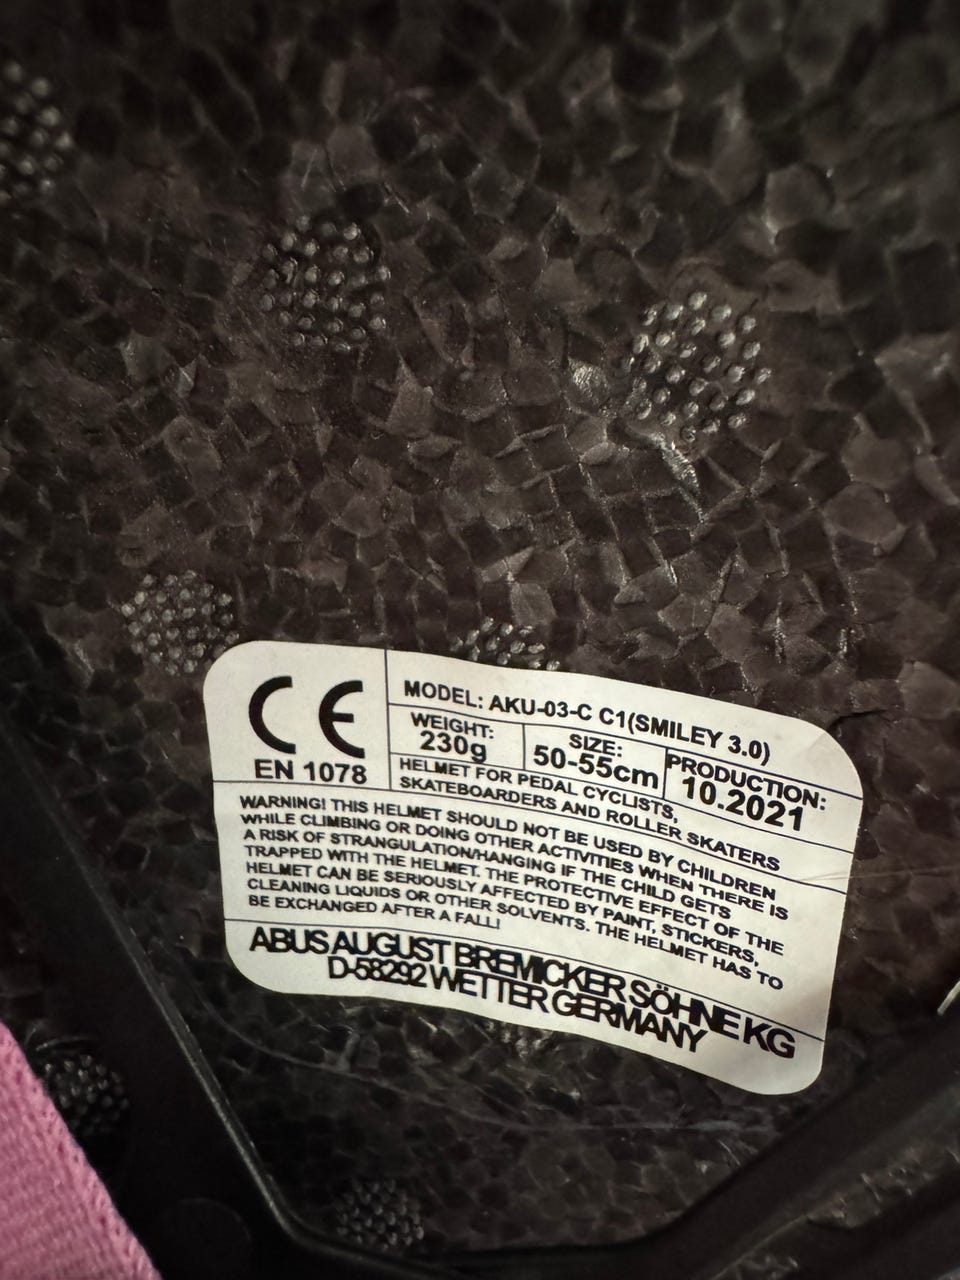 CE
EN 1078
MODEL: AKU-03-C C1(SMILEY 3.0)
WEIGHT:
230g
SIZE:
50-55cm
PRODUCTION:
10.2021
HELMET FOR PEDAL CYCLISTS,
SKATEBOARDERS AND ROLLER SKATERS
WARNING! THIS HELMET SHOULD NOT BE USED BY CHILDREN
WHILE CLIMBING OR DOING OTHER ACTIVITIES WHEN THERE IS
A RISK OF STRANGULATION/HANGING IF THE CHILD GETS
TRAPPED WITH THE HELMET. THE PROTECTIVE EFFECT OF THE
HELMET CAN BE SERIOUSLY AFFECTED BY PAINT, STICKERS,
CLEANING LIQUIDS OR OTHER SOLVENTS. THE HELMET HAS TO
BE EXCHANGED AFTER A FALL!
ABUS AUGUST BREMICKER SÖHNE KG
D-58292 WETTER GERMANY